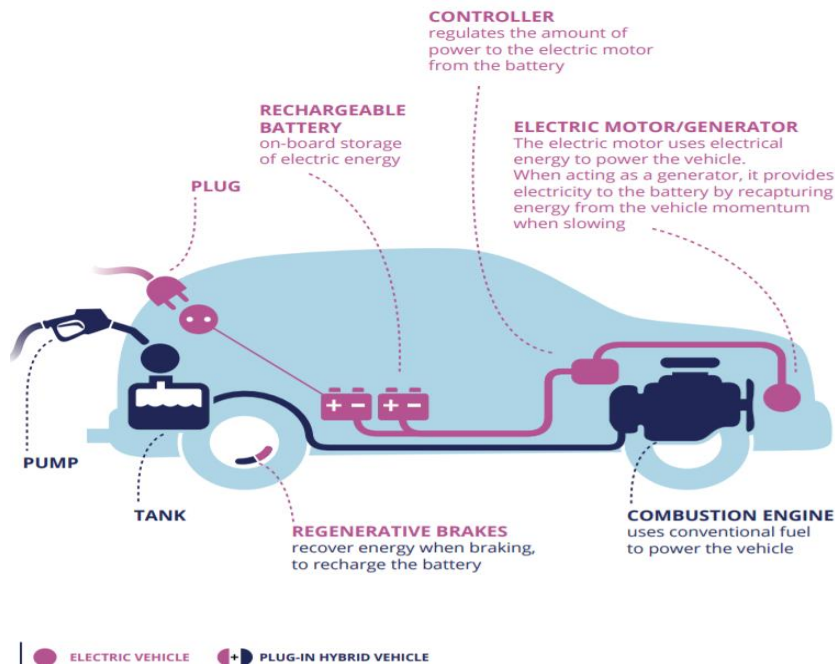 CONTROLLER
regulates the amount of
power to the electric motor
from the battery
RECHARGEABLE
BATTERY
on-board storage
of electric energy
ELECTRIC MOTOR/GENERATOR
The electric motor uses electrical
energy to power the vehicle.
When acting as a generator, it provides
electricity to the battery by recapturing
energy from the vehicle momentum
when slowing
PLUG
+ − + −
PUMP
TANK
REGENERATIVE BRAKES
recover energy when braking,
to recharge the battery
COMBUSTION ENGINE
uses conventional fuel
to power the vehicle
ELECTRIC VEHICLE + PLUG-IN HYBRID VEHICLE